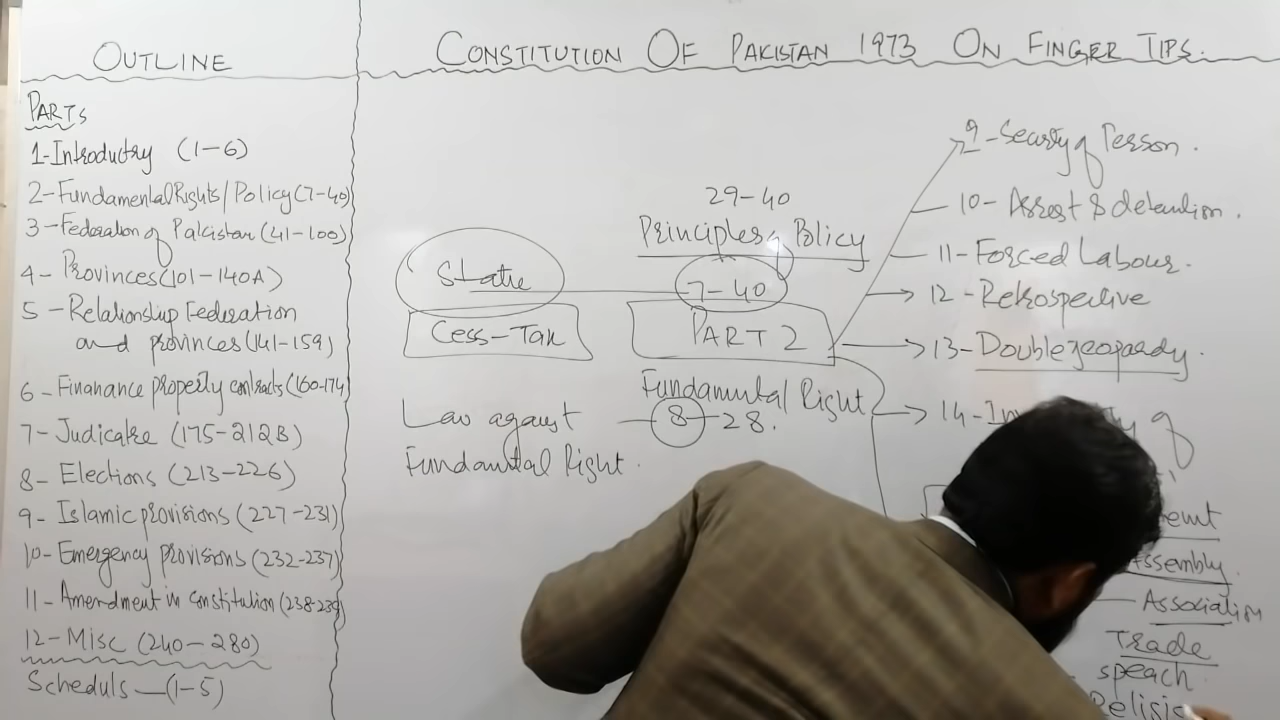 OUTLINE
PARTS
1-Introductry (1-6)
2-Fundamental Rights/Policy (7-40)
3-Federation of Pakistan (41-100)
4-Provinces (101-140A)
5-Relationship Federation
and provinces (141-159)
6-Finanance property contracts (160-174
7-Judicature (175-212B)
8-Elections (213-226)
9-Islamic provisions (227-231)
10-Emergency provisions (232-237)
11-Amendment in constitution (238-239)
12-Misc (240-280)
Scheduls-(1-5)
CONSTITUTION OF PAKISTAN 1973 ON FINGER TIPS.
29-40
Principles of Policy
State
7-40
Cess-Tax
PART 2
Fundamental Right
Law against
8-28.
Fundamental Right.
9-Security of Person.
10-Arrest & detention.
11-Forced Labour.
12-Retrospective
13-Double jeopardy.
14-
of
Assembly
Association
Trade
speach